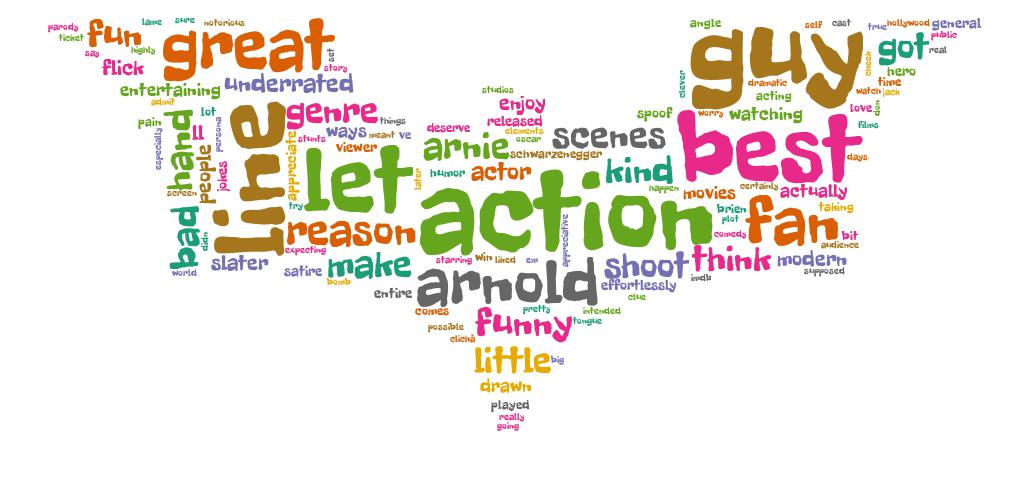 parody
lame
sure
notorious
ticket
fun
great
say
highly
set
story
flick
entertaining
underrated
admit
angle
self
cast
true
hollywood
general
public
guy
got
real
cheek
hero
dramatic
clever
acting
time
watch
jack
pain
hand
lot
ll
persona
especially
people
jokes
screen
bad
didn
world
line
genre
things
stunts
ways
meant
ve
viewer
appreciate
let
later
try
reason
expecting
slater
satire
make
bomb
entire
studios
enjoy
released
deserve
elements
oscar
arnie
schwarzenegger
humor
actor
scenes
spoof
worry
watching
love
don
films
kind
best
days
happen
movies
certainly
actually
action
brien
plot
fan
taking
comedy
bit
audience
appreciative
starring
win
liked
em
shoot
think
modern
supposed
imdb
arnold
effortlessly
clue
comes
pretty
intended
possible
funny
tongue
clichã
little
big
drawn
played
really
going